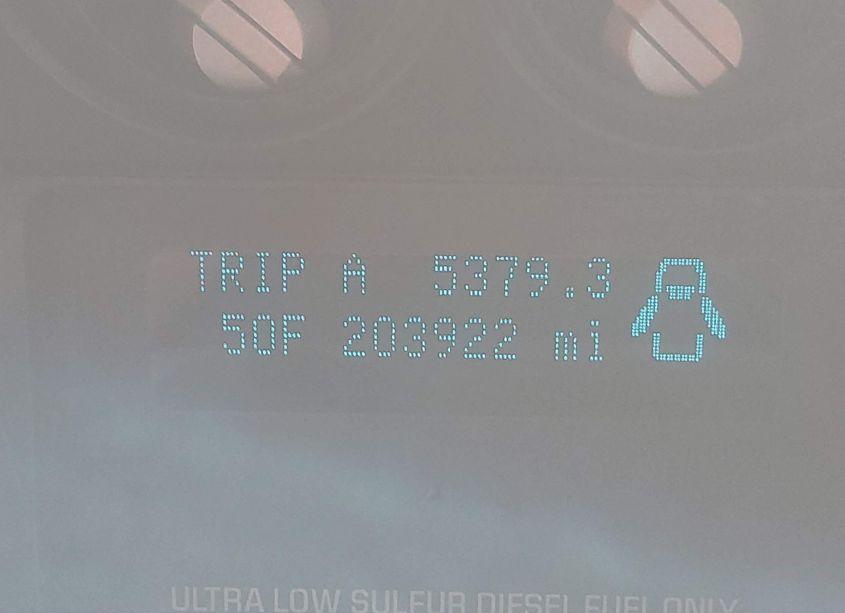 TRIP A 5379.3
50F 203922 mi
ULTRA LOW SULFUR DIESEL FUEL ONLY